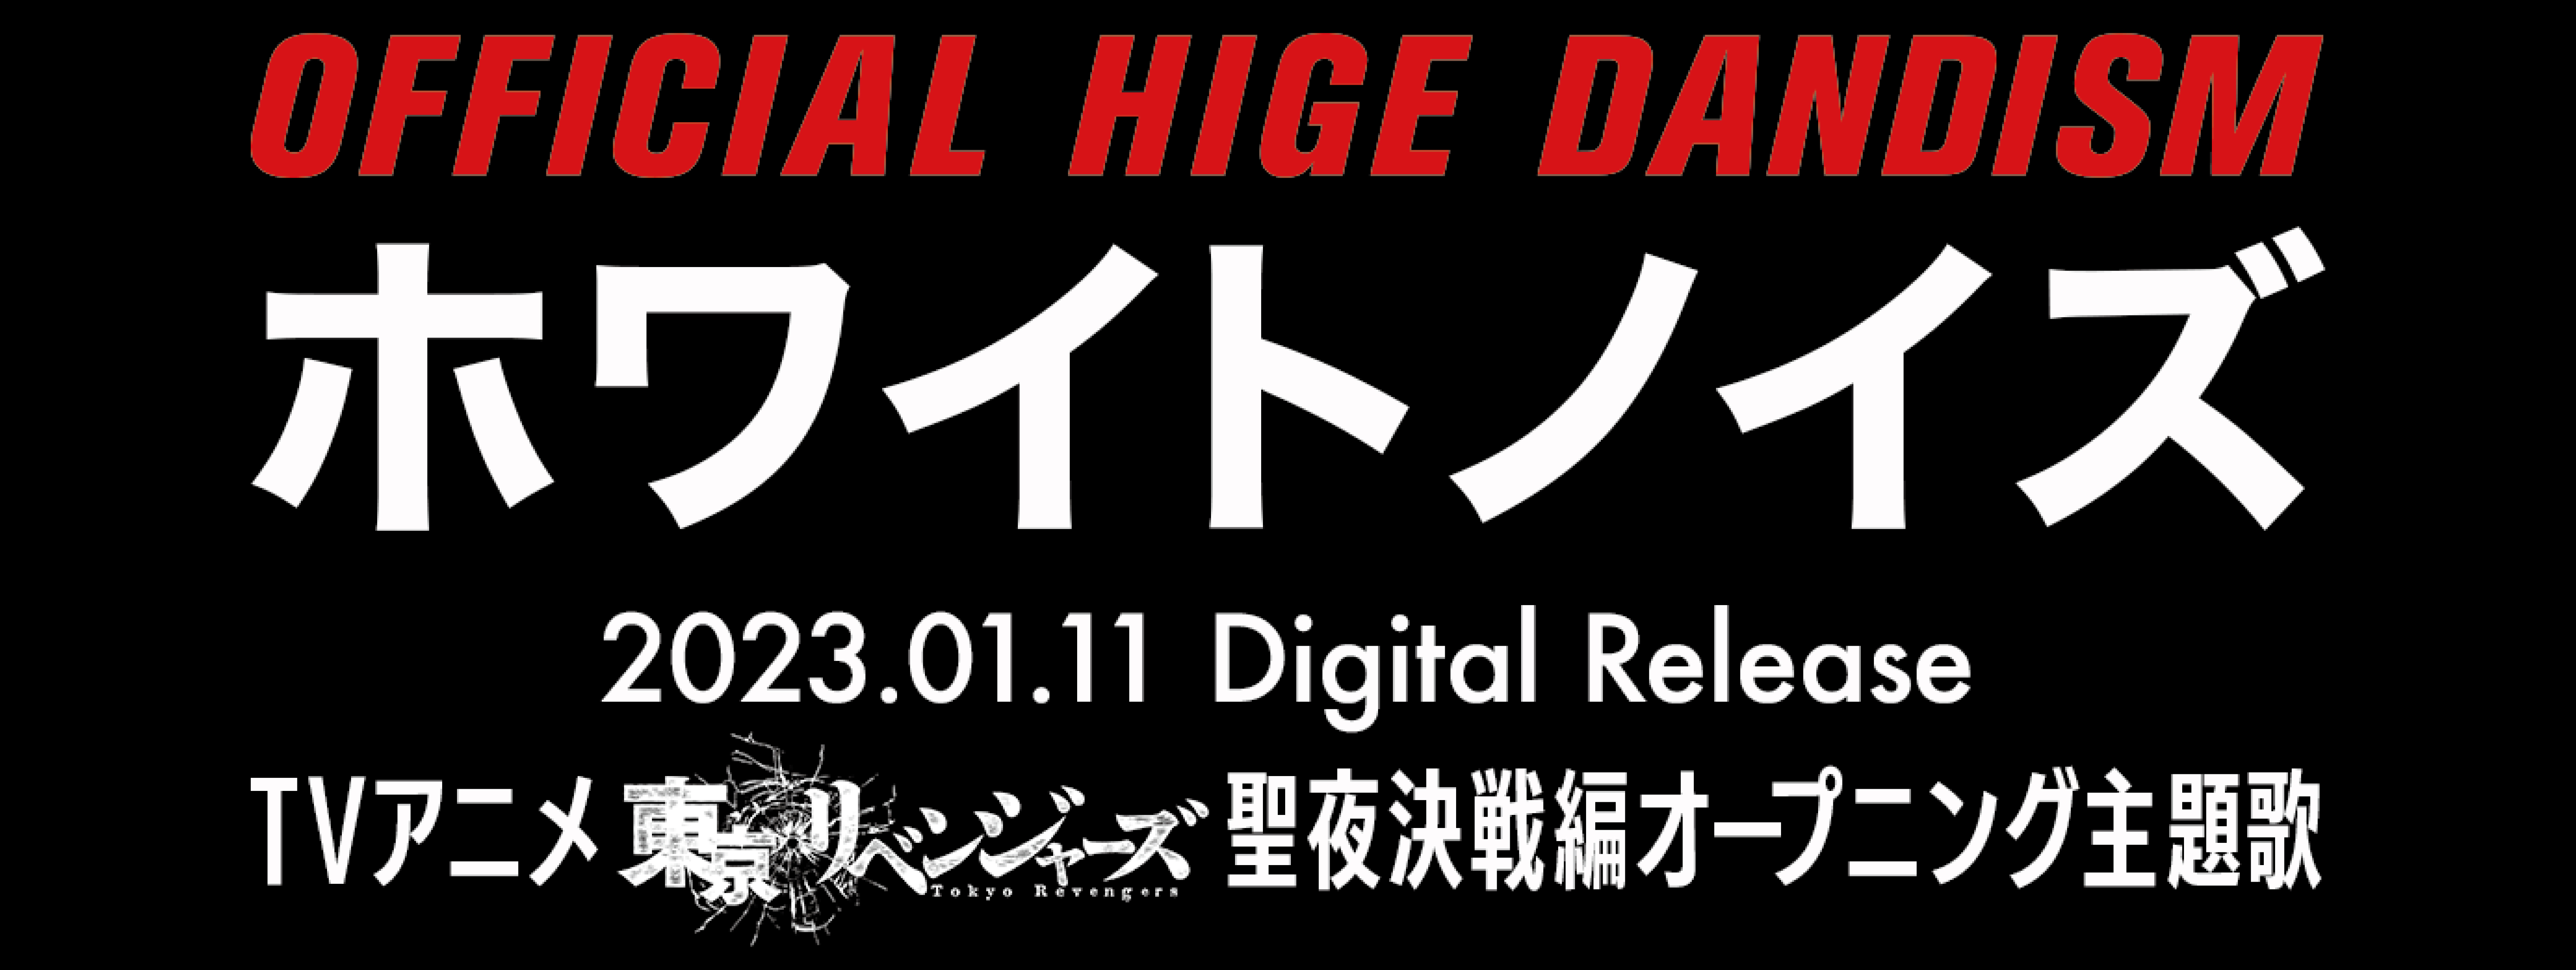 OFFICIAL HIGE DANDISM
ホワイトノイズ
2023.01.11 Digital Release
TVアニメ 東京リベンジャーズ 聖夜決戦編オープニング主題歌
Tokyo Revengers